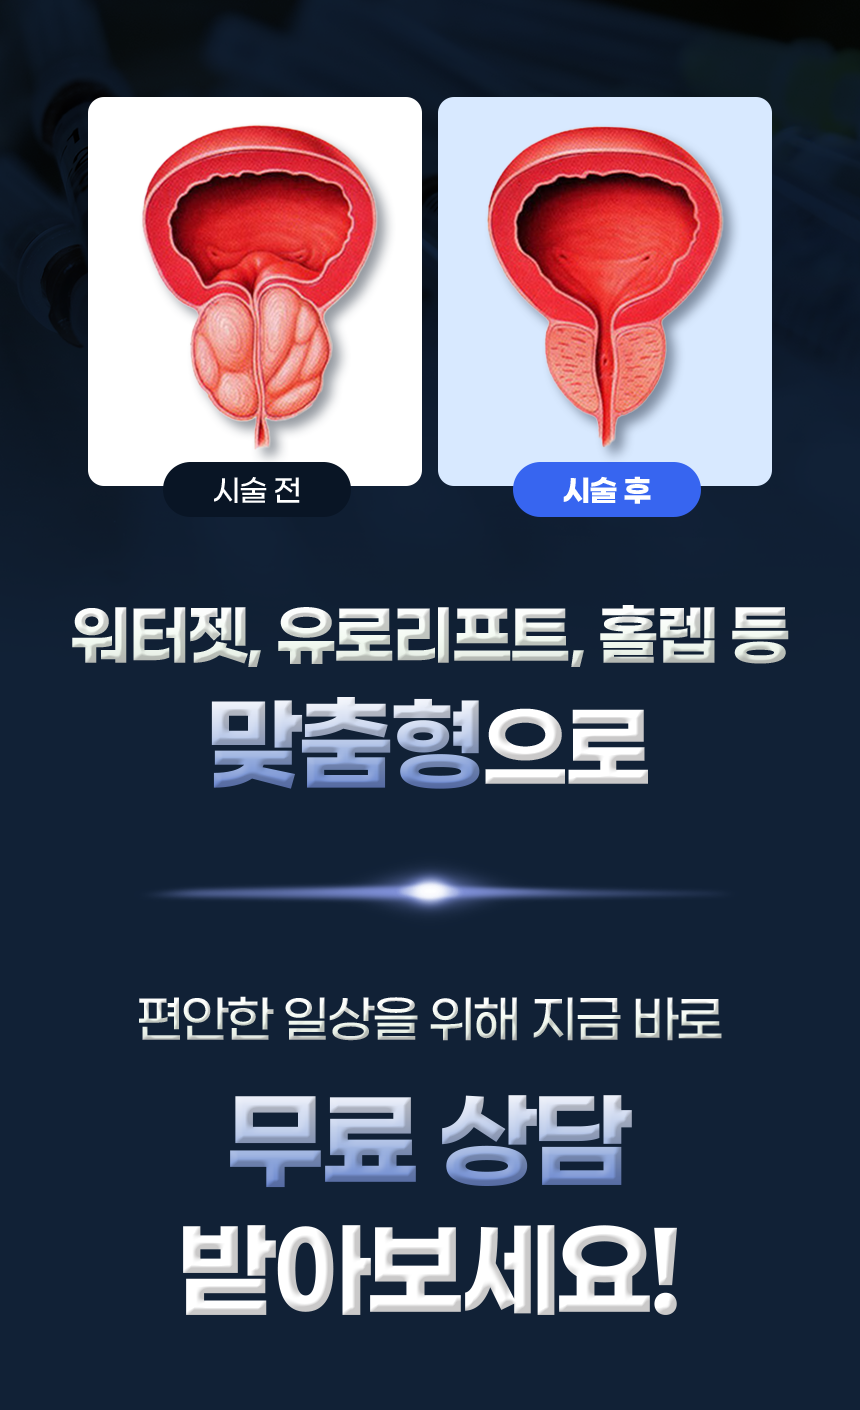 시술 전
시술 후
워터젯, 유로리프트, 홀렙 등
맞춤형으로
편안한 일상을 위해 지금 바로
무료 상담
받아보세요!